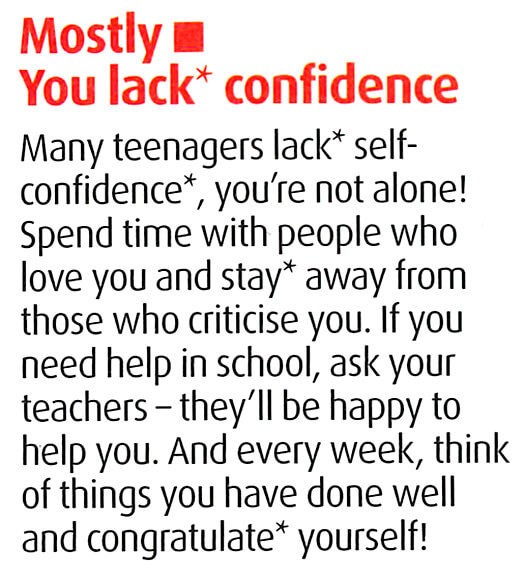 Mostly ■
You lack* confidence
Many teenagers lack* self-
confidence*, you're not alone!
Spend time with people who
love you and stay* away from
those who criticise you. If you
need help in school, ask your
teachers – they'll be happy to
help you. And every week, think
of things you have done well
and congratulate* yourself!